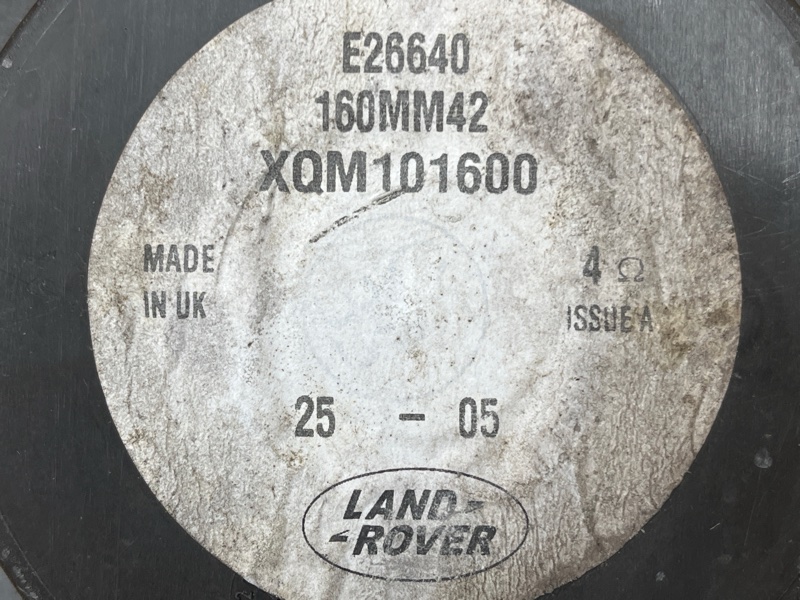 E26640
160MM42
XQM101600
MADE
IN UK
4 Ω
ISSUE A
25 - 05
LAND
ROVER